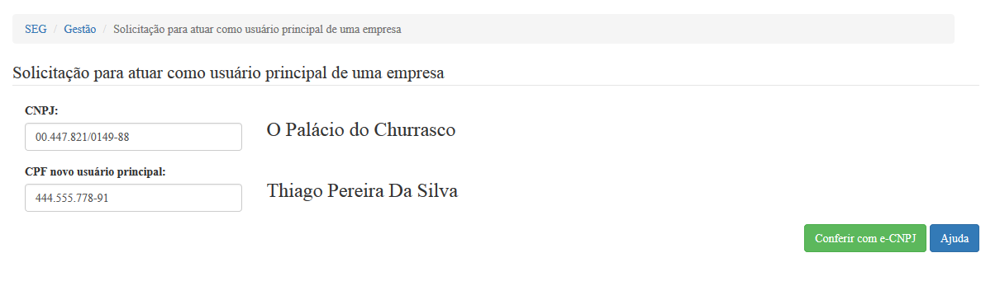 SEG / Gestão / Solicitação para atuar como usuário principal de uma empresa
Solicitação para atuar como usuário principal de uma empresa
CNPJ:
00.447.821/0149-88
O Palácio do Churrasco
CPF novo usuário principal:
444.555.778-91
Thiago Pereira Da Silva
Conferir com e-CNPJ
Ajuda